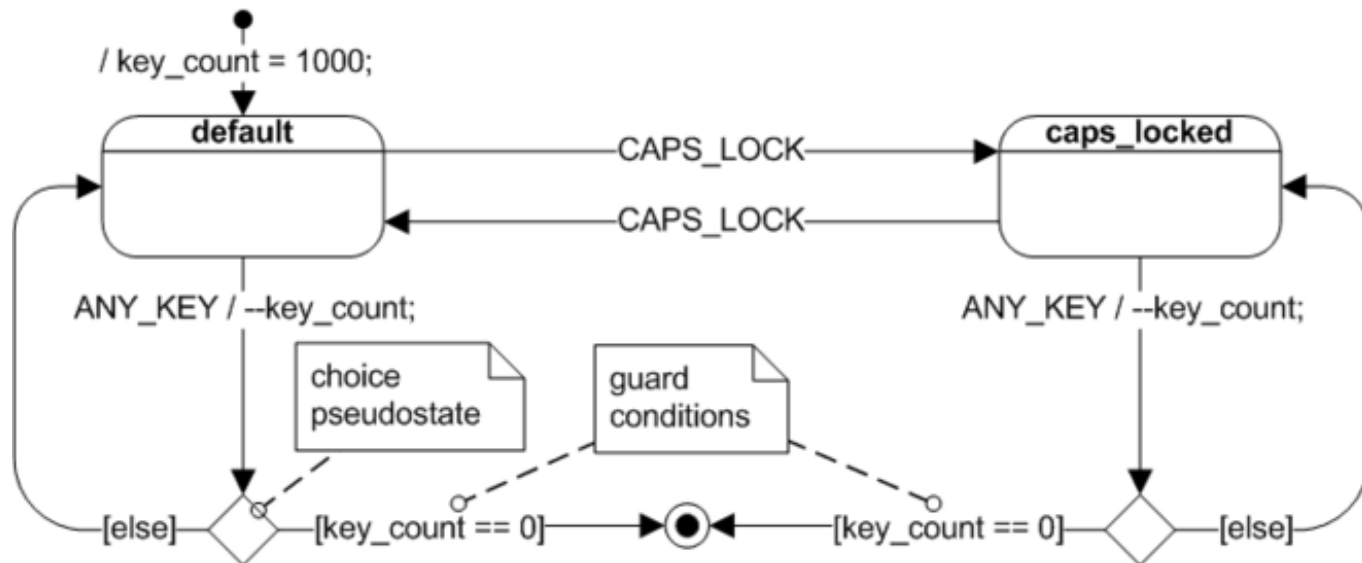 / key_count = 1000;
default
caps_locked
CAPS_LOCK
CAPS_LOCK
ANY_KEY / --key_count;
ANY_KEY / --key_count;
choice
pseudostate
guard
conditions
[else]
[key_count == 0]
[key_count == 0]
[else]